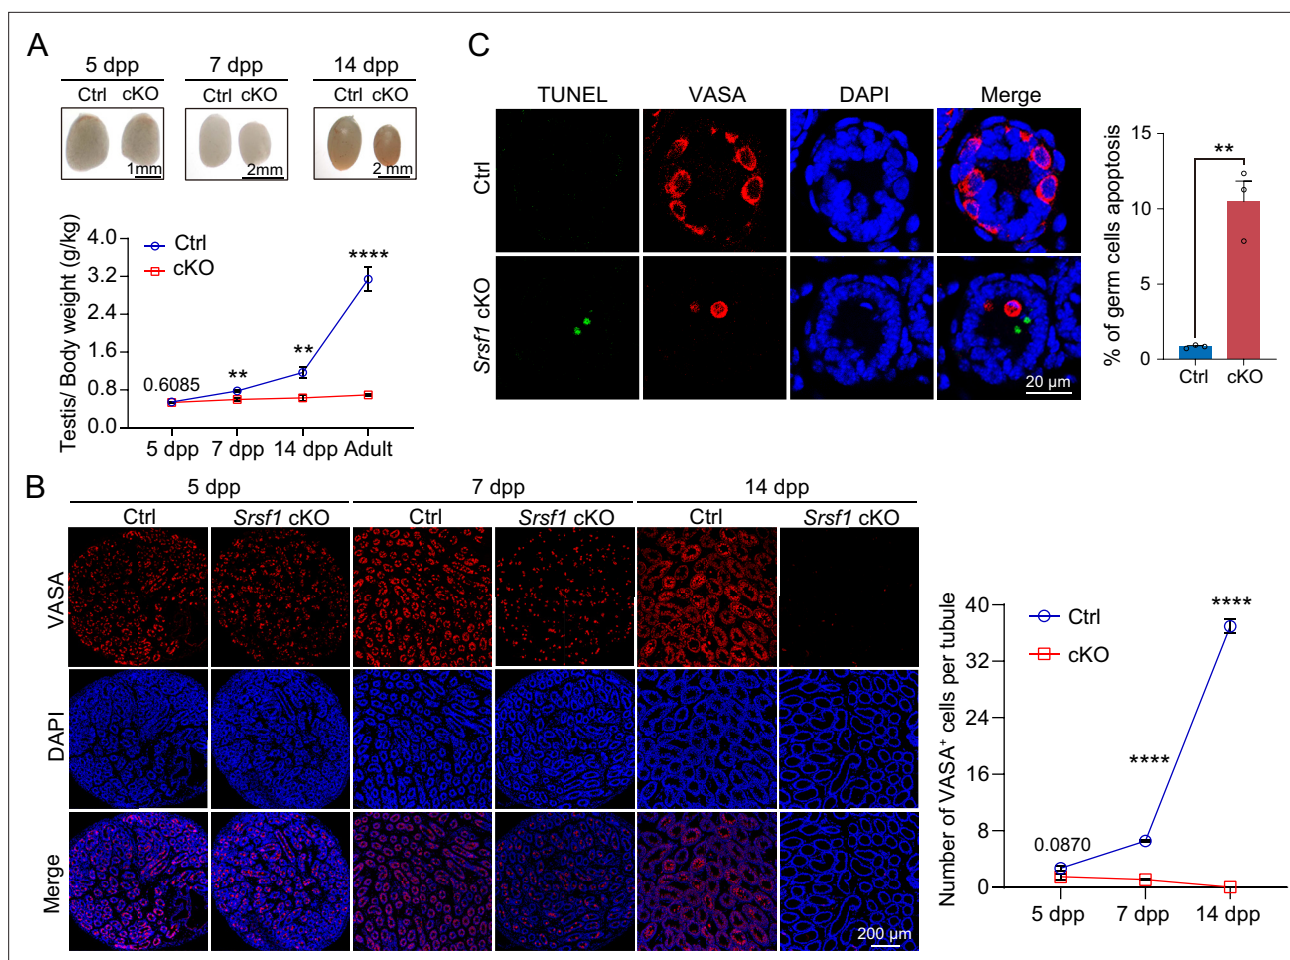 A
5 dpp
7 dpp
14 dpp
Ctrl cKO
Ctrl cKO
Ctrl cKO
1mm
2mm
2 mm
Testis/ Body weight (g/kg)
4.0
3.2
2.4
1.6
0.8
0.0
Ctrl
cKO
0.6085
**
**
****
5 dpp 7 dpp 14 dpp Adult
C
TUNEL VASA DAPI Merge
Ctrl
Srsf1 cKO
20 µm
% of germ cells apoptosis
15
10
5
0
**
Ctrl cKO
B
5 dpp 7 dpp 14 dpp
Ctrl Srsf1 cKO Ctrl Srsf1 cKO Ctrl Srsf1 cKO
VASA
DAPI
Merge
200 µm
Number of VASA⁺ cells per tubule
40
32
24
16
8
0
Ctrl
cKO
0.0870
****
****
5 dpp 7 dpp 14 dpp